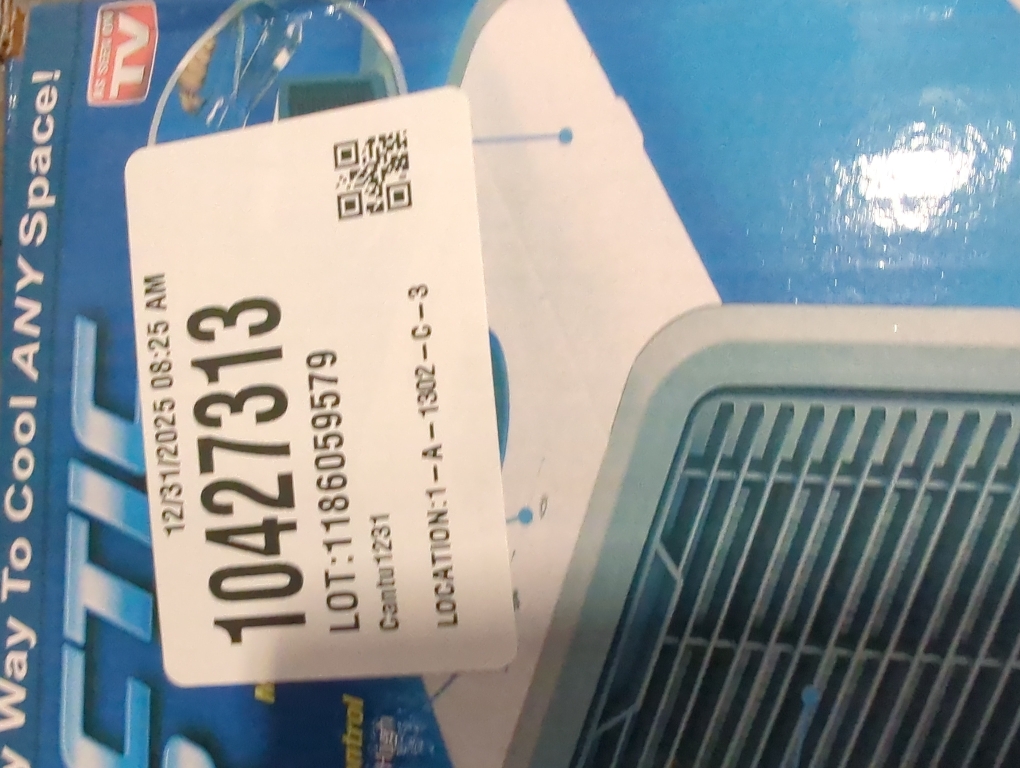 AS SEEN ON
TV
Way To Cool ANY Space!
CTIC
12/31/2025 08:25 AM
10427313
LOT:1186059579
Gcantu1231
LOCATION:1-A-1302-C-3